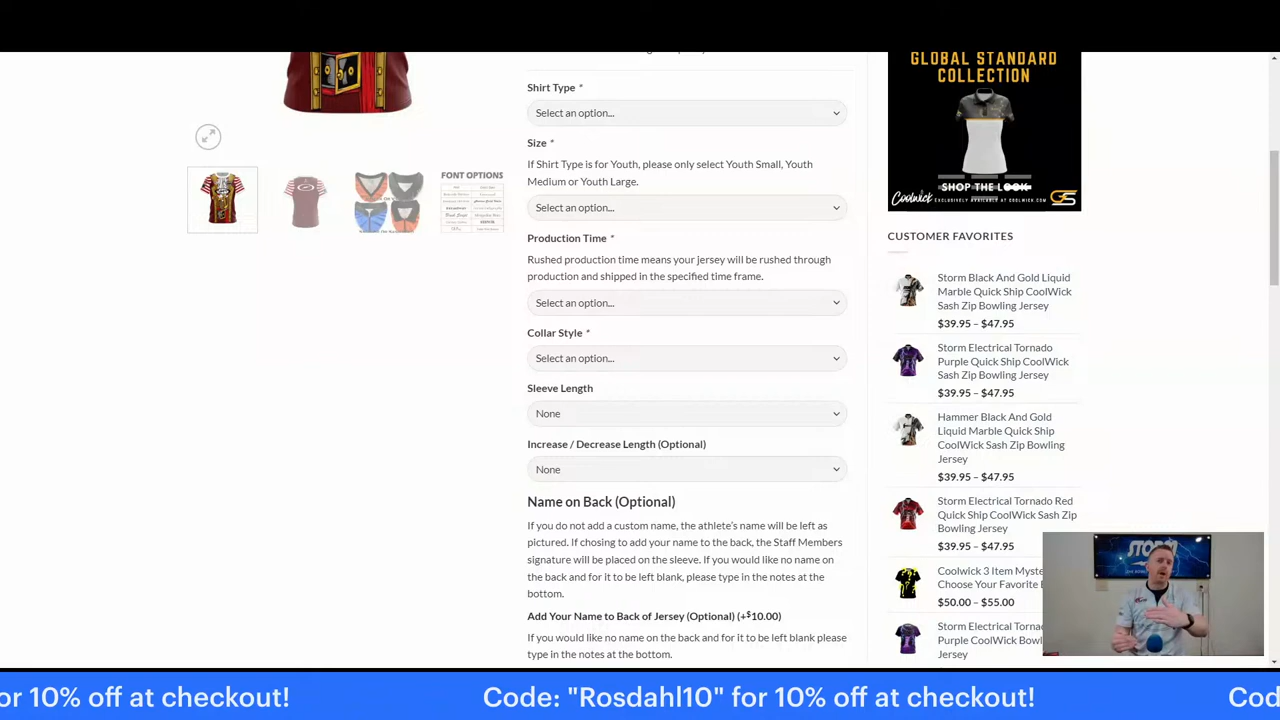 GLOBAL STANDARD
COLLECTION
SHOP THE LOOK
Coolwick
EXCLUSIVELY AVAILABLE AT COOLWICK.COM
GS
Shirt Type *
Select an option...
Size *
If Shirt Type is for Youth, please only select Youth Small, Youth
Medium or Youth Large.
Select an option...
FONT OPTIONS
Production Time *
Rushed production time means your jersey will be rushed through
production and shipped in the specified time frame.
Select an option...
Collar Style *
Select an option...
Sleeve Length
None
Increase / Decrease Length (Optional)
None
Name on Back (Optional)
If you do not add a custom name, the athlete's name will be left as
pictured. If chosing to add your name to the back, the Staff Members
signature will be placed on the sleeve. If you would like no name on
the back and for it to be left blank, please type in the notes at the
bottom.
Add Your Name to Back of Jersey (Optional) (+$10.00)
If you would like no name on the back and for it to be left blank please
type in the notes at the bottom.
CUSTOMER FAVORITES
Storm Black And Gold Liquid
Marble Quick Ship CoolWick
Sash Zip Bowling Jersey
$39.95 – $47.95
Storm Electrical Tornado
Purple Quick Ship CoolWick
Sash Zip Bowling Jersey
$39.95 – $47.95
Hammer Black And Gold
Liquid Marble Quick Ship
CoolWick Sash Zip Bowling
Jersey
$39.95 – $47.95
Storm Electrical Tornado Red
Quick Ship CoolWick Sash Zip
Bowling Jersey
$39.95 – $47.95
Coolwick 3 Item Myste
Choose Your Favorite
$50.00 – $55.00
Storm Electrical Torna
Purple CoolWick Bowl
Jersey
STORM
or 10% off at checkout!
Code: "Rosdahl10" for 10% off at checkout!
Cod